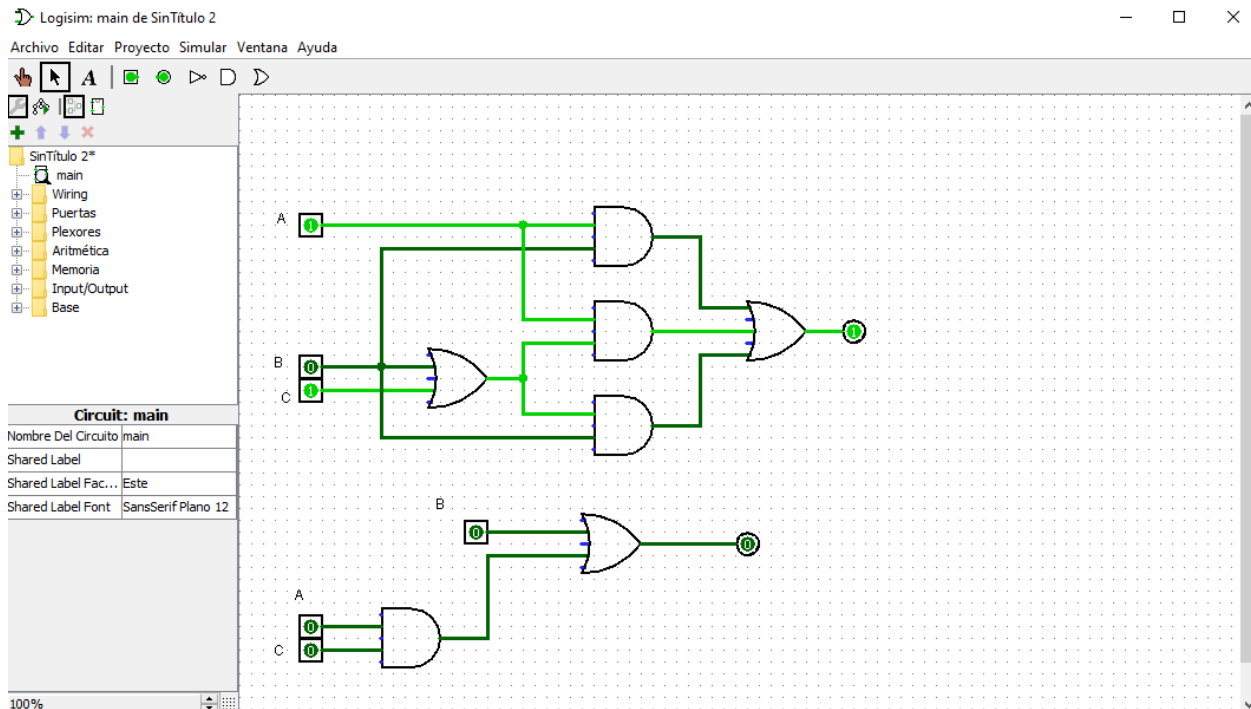 Logisim: main de SinTítulo 2
Archivo Editar Proyecto Simular Ventana Ayuda
A
SinTítulo 2*
main
Wiring
Puertas
Plexores
Aritmética
Memoria
Input/Output
Base
Circuit: main
Nombre Del Circuito main
Shared Label
Shared Label Fac... Este
Shared Label Font SansSerif Plano 12
100%
A
1
B
0
C
1
1
B
0
0
A
0
C
0